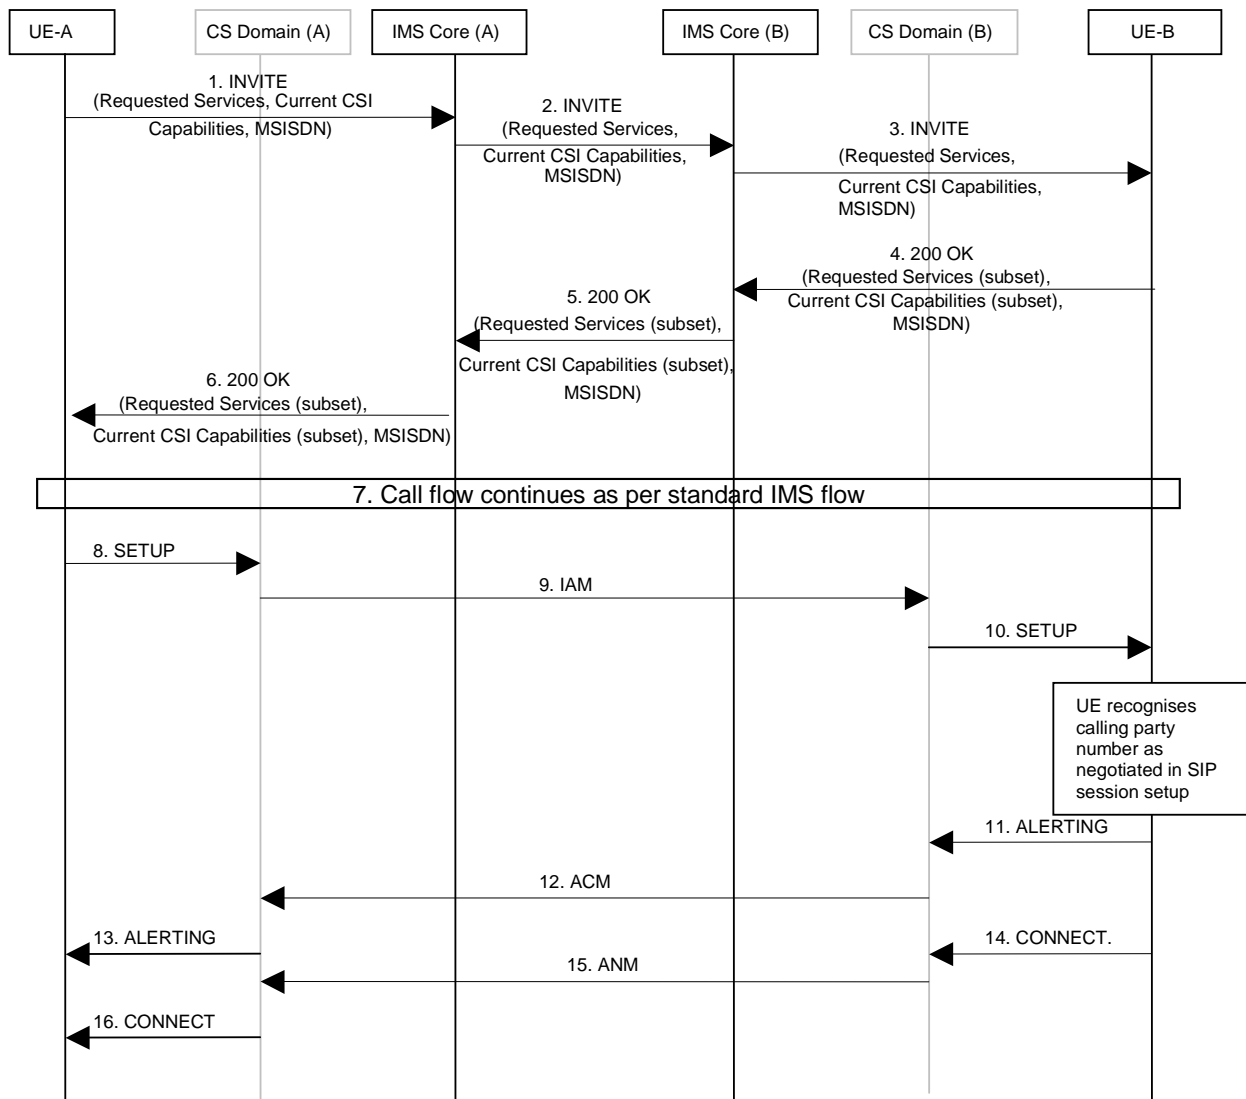 UE-A
CS Domain (A)
IMS Core (A)
IMS Core (B)
CS Domain (B)
UE-B
1. INVITE
(Requested Services, Current CSI
Capabilities, MSISDN)
2. INVITE
(Requested Services,
Current CSI Capabilities,
MSISDN)
3. INVITE
(Requested Services,
Current CSI Capabilities,
MSISDN)
4. 200 OK
(Requested Services (subset),
Current CSI Capabilities (subset),
MSISDN)
5. 200 OK
(Requested Services (subset),
Current CSI Capabilities (subset),
MSISDN)
6. 200 OK
(Requested Services (subset),
Current CSI Capabilities (subset), MSISDN)
7. Call flow continues as per standard IMS flow
8. SETUP
9. IAM
10. SETUP
UE recognises
calling party
number as
negotiated in SIP
session setup
11. ALERTING
12. ACM
13. ALERTING
14. CONNECT.
15. ANM
16. CONNECT